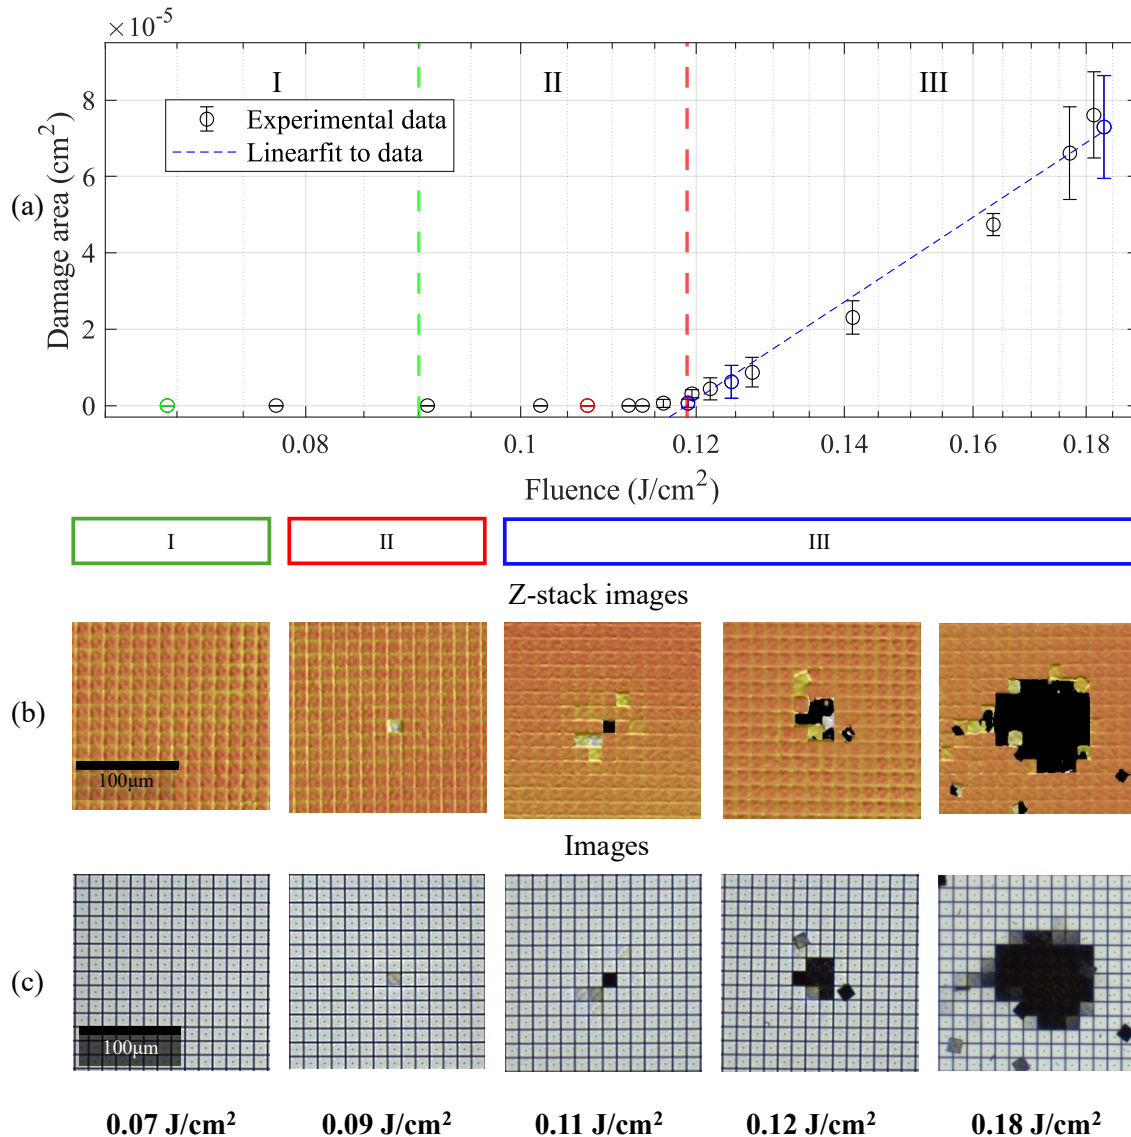 ×10⁻⁵
I
II
III
Experimental data
Linearfit to data
8
6
4
2
0
Damage area (cm²)
(a)
0.08
0.1
0.12
0.14
0.16
0.18
Fluence (J/cm²)
I
II
III
Z-stack images
(b)
100μm
Images
(c)
100μm
0.07 J/cm²
0.09 J/cm²
0.11 J/cm²
0.12 J/cm²
0.18 J/cm²